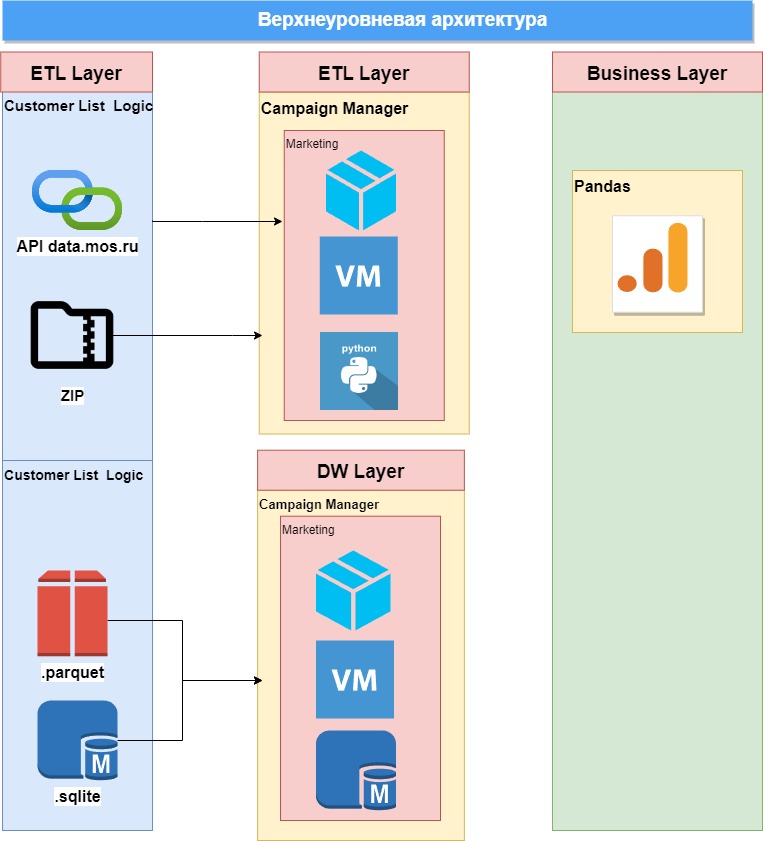 Верхнеуровневая архитектура
ETL Layer
Customer List  Logic
API data.mos.ru
ZIP
Customer List  Logic
.parquet
M
.sqlite
ETL Layer
Campaign Manager
Marketing
VM
python
DW Layer
Campaign Manager
Marketing
VM
M
Business Layer
Pandas